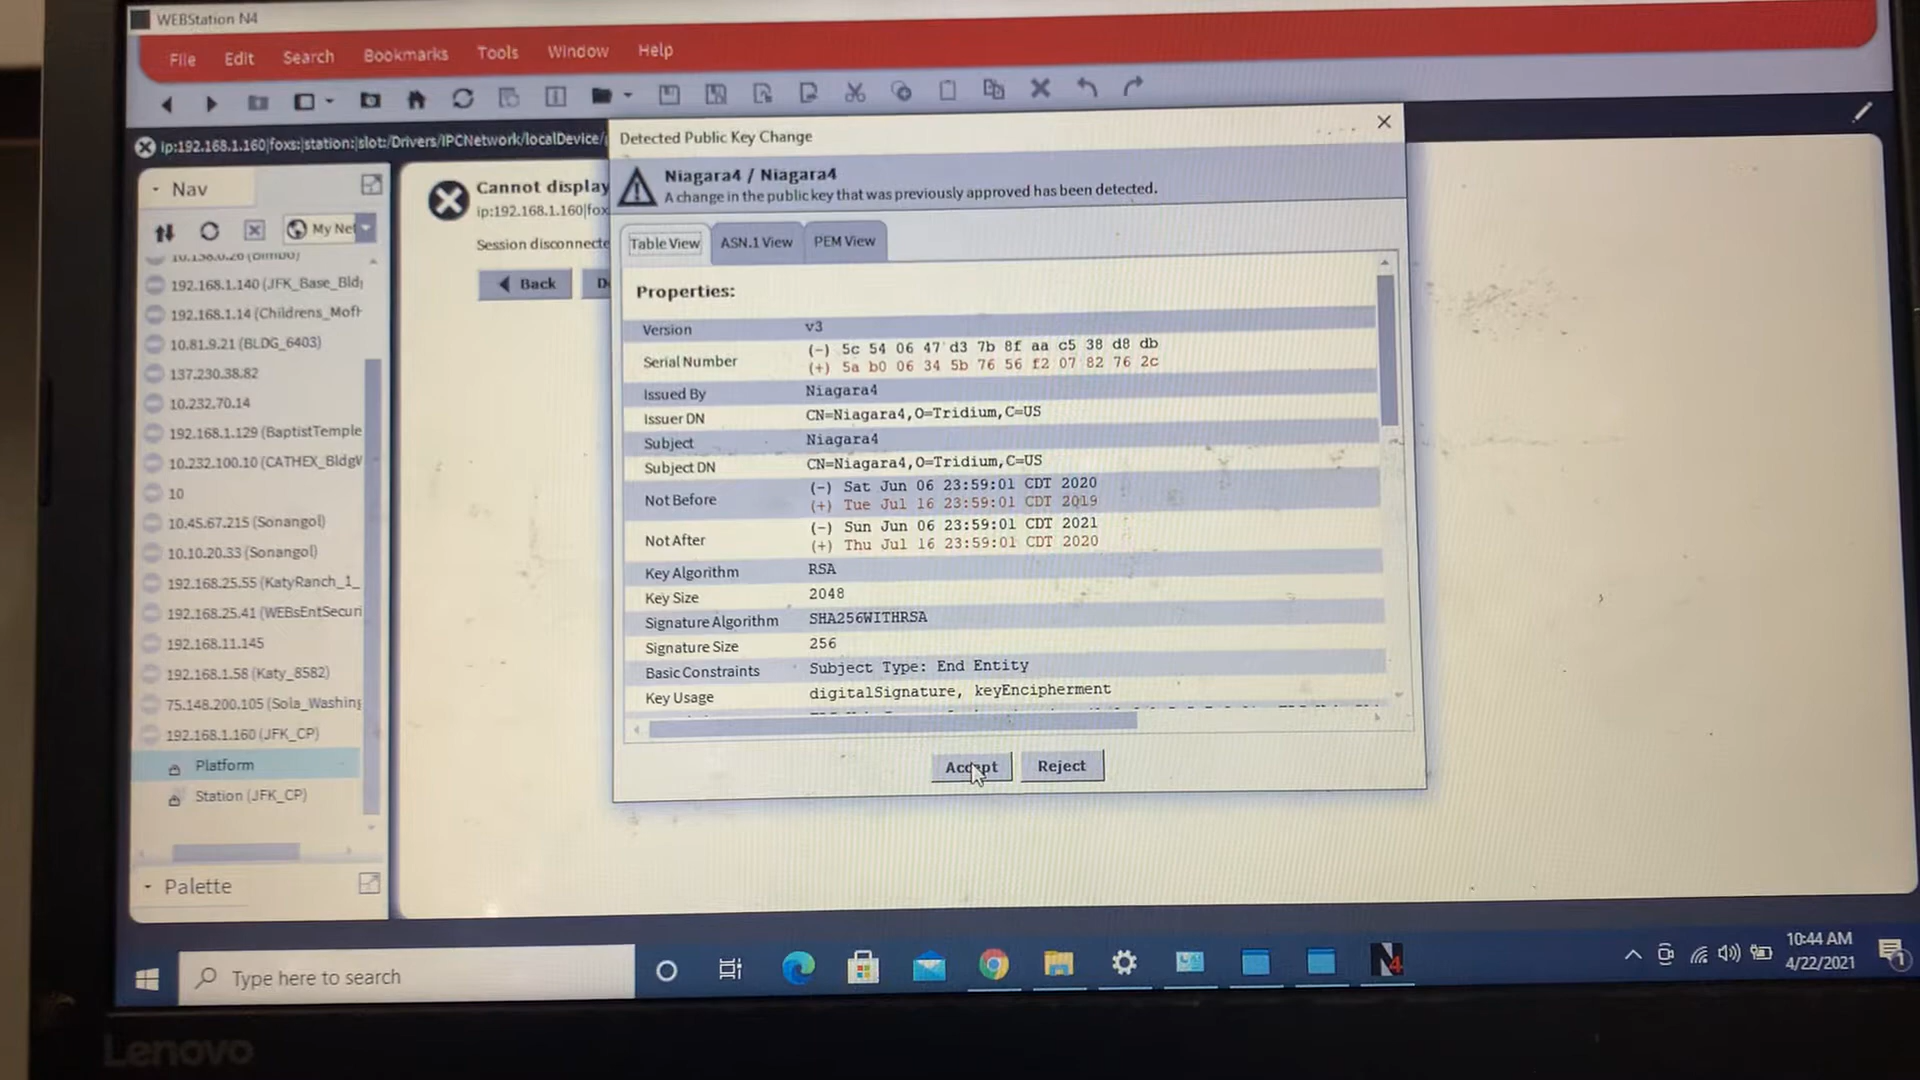 WEBStation N4
File Edit Search Bookmarks Tools Window Help
ip:192.168.1.160|foxs:|station:|slot:/Drivers/IPCNetwork/localDevice/
Nav
My Net
192.168.1.140 (JFK_Base_Bld
192.168.1.14 (Childrens_Mof
10.81.9.21 (BLDG_6403)
137.230.38.82
10.232.70.14
192.168.1.129 (BaptistTemple
10.232.100.10 (CATHEX_Bldg
10
10.45.67.215 (Sonangol)
10.10.20.33 (Sonangol)
192.168.25.55 (KatyRanch_1_
192.168.25.41 (WEBsEntSecuri
192.168.11.145
192.168.1.58 (Katy_8582)
75.148.200.105 (Sola_Washing
192.168.1.160 (JFK_CP)
Platform
Station (JFK_CP)
Palette
Cannot display
ip:192.168.1.160|fox
Session disconnecte
Back
D
Detected Public Key Change
Niagara4 / Niagara4
A change in the public key that was previously approved has been detected.
Table View ASN.1 View PEM View
Properties:
Version v3
Serial Number (-) 5c 54 06 47 d3 7b 8f aa c5 38 d8 db
(+) 5a b0 06 34 5b 76 56 f2 07 82 76 2c
Issued By Niagara4
Issuer DN CN=Niagara4,O=Tridium,C=US
Subject Niagara4
Subject DN CN=Niagara4,O=Tridium,C=US
Not Before (-) Sat Jun 06 23:59:01 CDT 2020
(+) Tue Jul 16 23:59:01 CDT 2019
Not After (-) Sun Jun 06 23:59:01 CDT 2021
(+) Thu Jul 16 23:59:01 CDT 2020
Key Algorithm RSA
Key Size 2048
Signature Algorithm SHA256WITHRSA
Signature Size 256
Basic Constraints Subject Type: End Entity
Key Usage digitalSignature, keyEncipherment
Accept Reject
Type here to search
N4
10:44 AM
4/22/2021
1
Lenovo